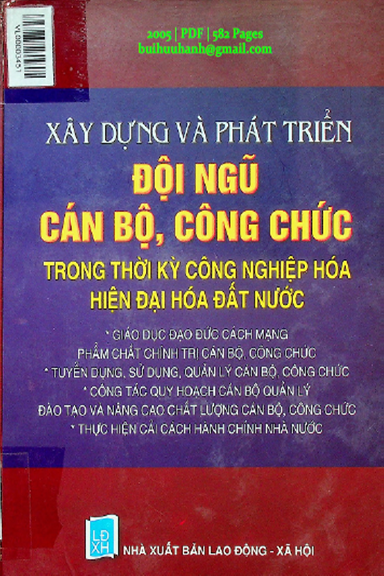 2005 | PDF | 582 Pages
buihuuhanh@gmail.com
VL00003451
XÂY DỰNG VÀ PHÁT TRIỂN
ĐỘI NGŨ
CÁN BỘ, CÔNG CHỨC
TRONG THỜI KỲ CÔNG NGHIỆP HÓA
HIỆN ĐẠI HÓA ĐẤT NƯỚC
* GIÁO DỤC ĐẠO ĐỨC CÁCH MẠNG
PHẨM CHẤT CHÍNH TRỊ CÁN BỘ, CÔNG CHỨC
* TUYỂN DỤNG, SỬ DỤNG, QUẢN LÝ CÁN BỘ, CÔNG CHỨC
* CÔNG TÁC QUY HOẠCH CÁN BỘ QUẢN LÝ
ĐÀO TẠO VÀ NÂNG CAO CHẤT LƯỢNG CÁN BỘ, CÔNG CHỨC
* THỰC HIỆN CẢI CÁCH HÀNH CHÍNH NHÀ NƯỚC
LĐ
XH
NHÀ XUẤT BẢN LAO ĐỘNG - XÃ HỘI